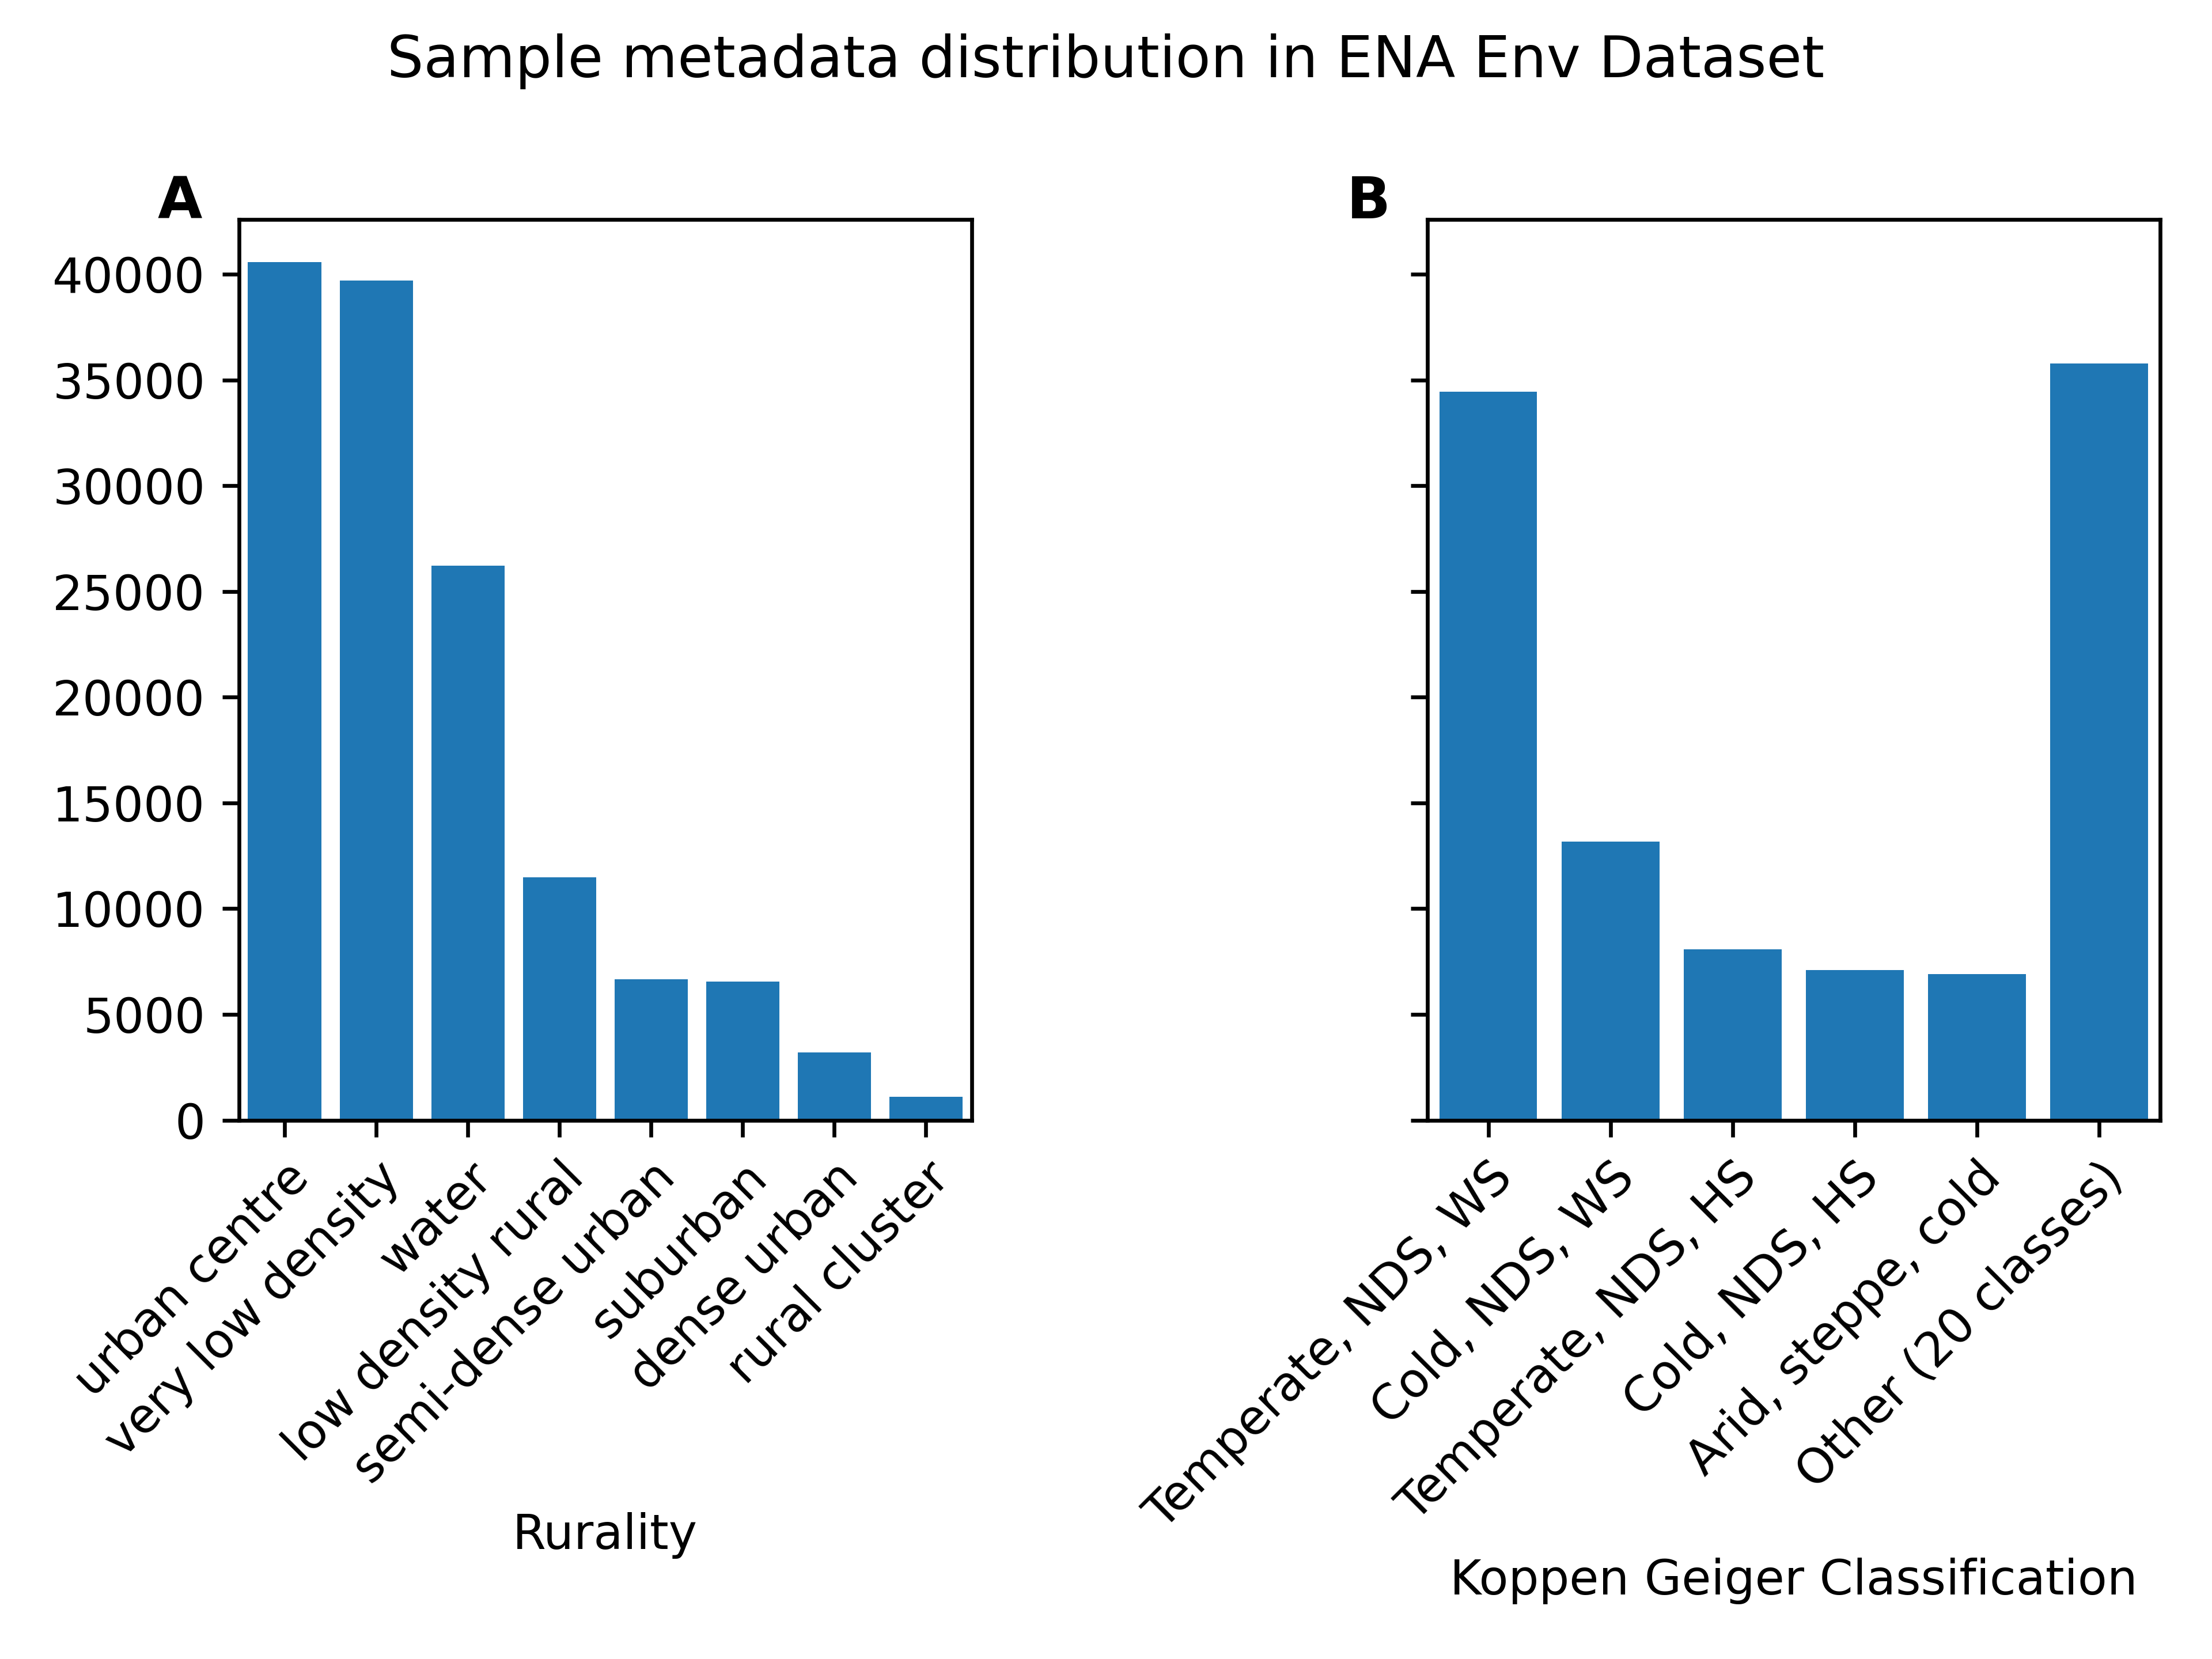 Sample metadata distribution in ENA Env Dataset
A
40000
35000
30000
25000
20000
15000
10000
5000
0
urban centre
very low density
water
low density rural
semi-dense urban
suburban
dense urban
rural cluster
Rurality
B
Temperate, NDS, WS
Cold, NDS, WS
Temperate, NDS, HS
Cold, NDS, HS
Arid, steppe, cold
Other (20 classes)
Koppen Geiger Classification